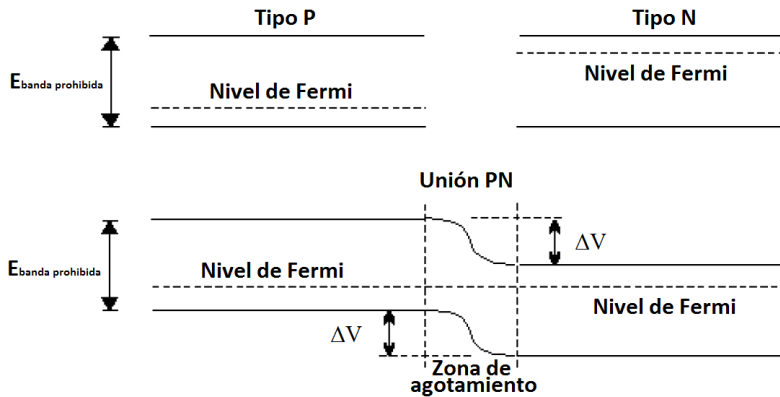 Tipo P
Tipo N
Ebanda prohibida
Nivel de Fermi
Nivel de Fermi
Unión PN
ΔV
Ebanda prohibida
Nivel de Fermi
Nivel de Fermi
ΔV
Zona de
agotamiento